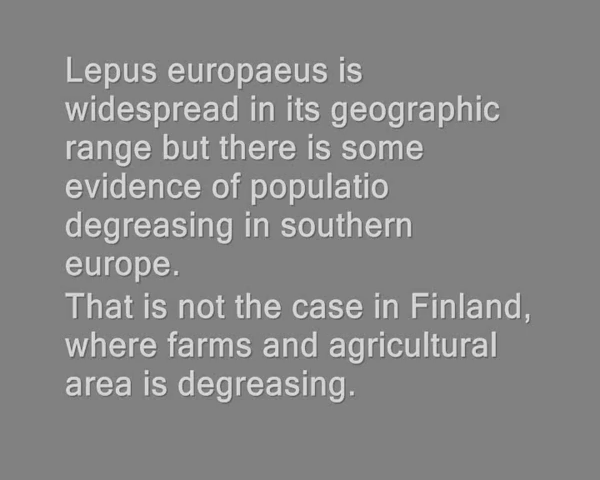 Lepus europaeus is
widespread in its geographic
range but there is some
evidence of populatio
degreasing in southern
europe.
That is not the case in Finland,
where farms and agricultural
area is degreasing.